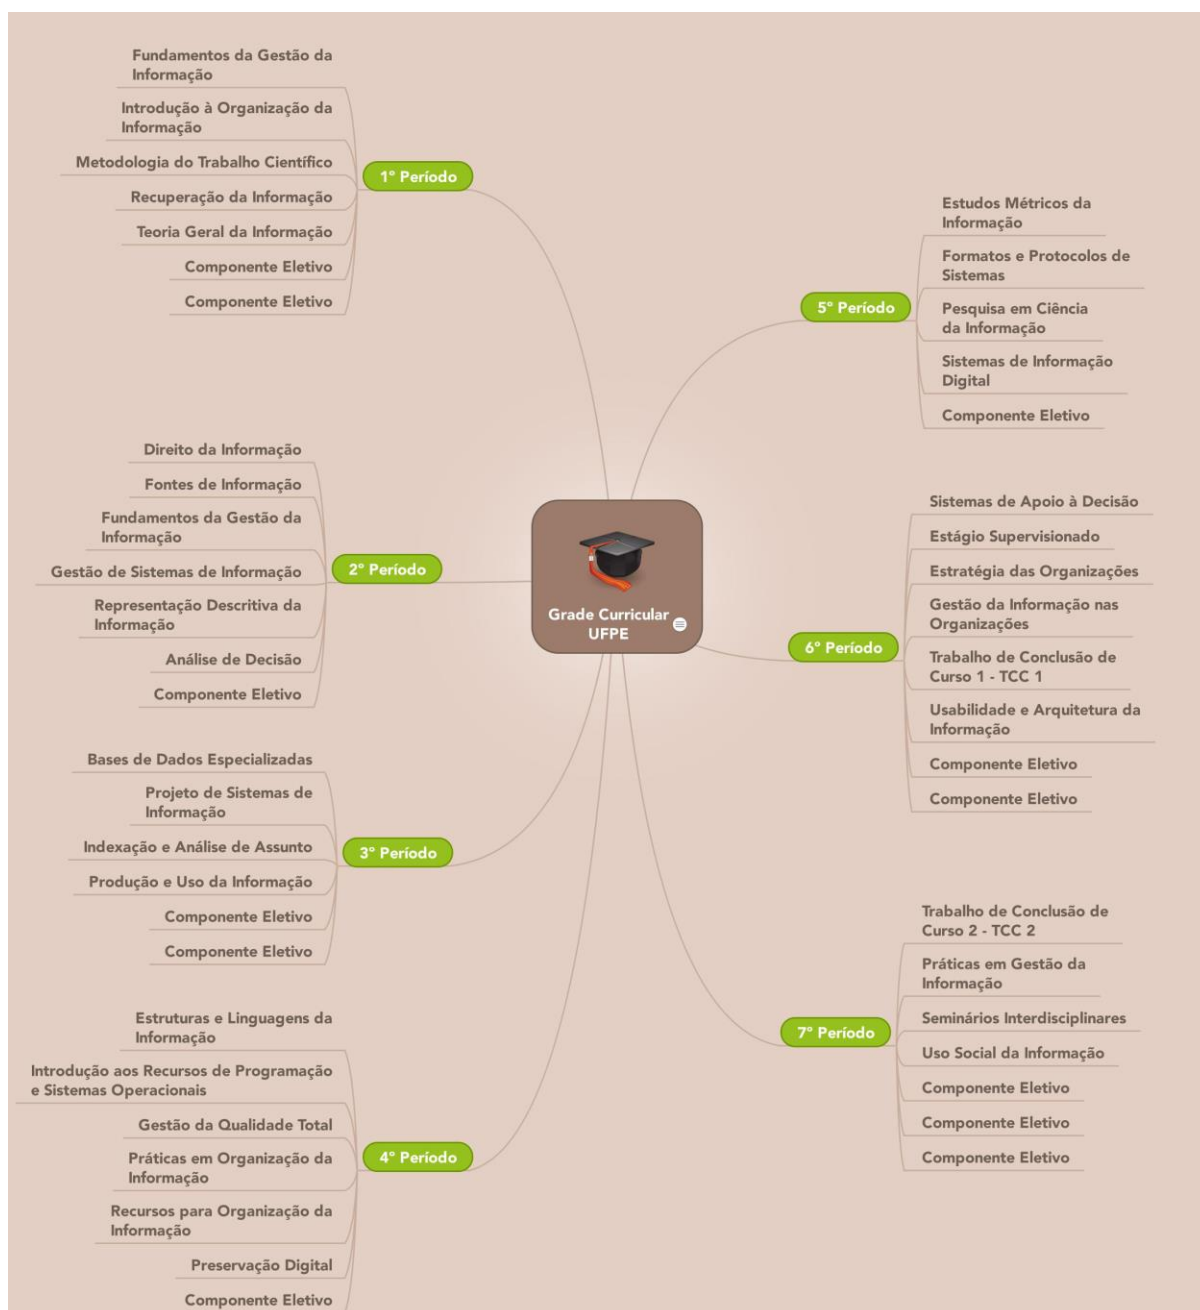 Fundamentos da Gestão da
Informação
Introdução à Organização da
Informação
Metodologia do Trabalho Científico
Recuperação da Informação
Teoria Geral da Informação
Componente Eletivo
Componente Eletivo
1º Período
Direito da Informação
Fontes de Informação
Fundamentos da Gestão da
Informação
Gestão de Sistemas de Informação
Representação Descritiva da
Informação
Análise de Decisão
Componente Eletivo
2º Período
Bases de Dados Especializadas
Projeto de Sistemas de
Informação
Indexação e Análise de Assunto
Produção e Uso da Informação
Componente Eletivo
Componente Eletivo
3º Período
Estruturas e Linguagens da
Informação
Introdução aos Recursos de Programação
e Sistemas Operacionais
Gestão da Qualidade Total
Práticas em Organização da
Informação
Recursos para Organização da
Informação
Preservação Digital
Componente Eletivo
4º Período
Grade Curricular
UFPE
5º Período
Estudos Métricos da
Informação
Formatos e Protocolos de
Sistemas
Pesquisa em Ciência
da Informação
Sistemas de Informação
Digital
Componente Eletivo
6º Período
Sistemas de Apoio à Decisão
Estágio Supervisionado
Estratégia das Organizações
Gestão da Informação nas
Organizações
Trabalho de Conclusão de
Curso 1 - TCC 1
Usabilidade e Arquitetura da
Informação
Componente Eletivo
Componente Eletivo
7º Período
Trabalho de Conclusão de
Curso 2 - TCC 2
Práticas em Gestão da
Informação
Seminários Interdisciplinares
Uso Social da Informação
Componente Eletivo
Componente Eletivo
Componente Eletivo